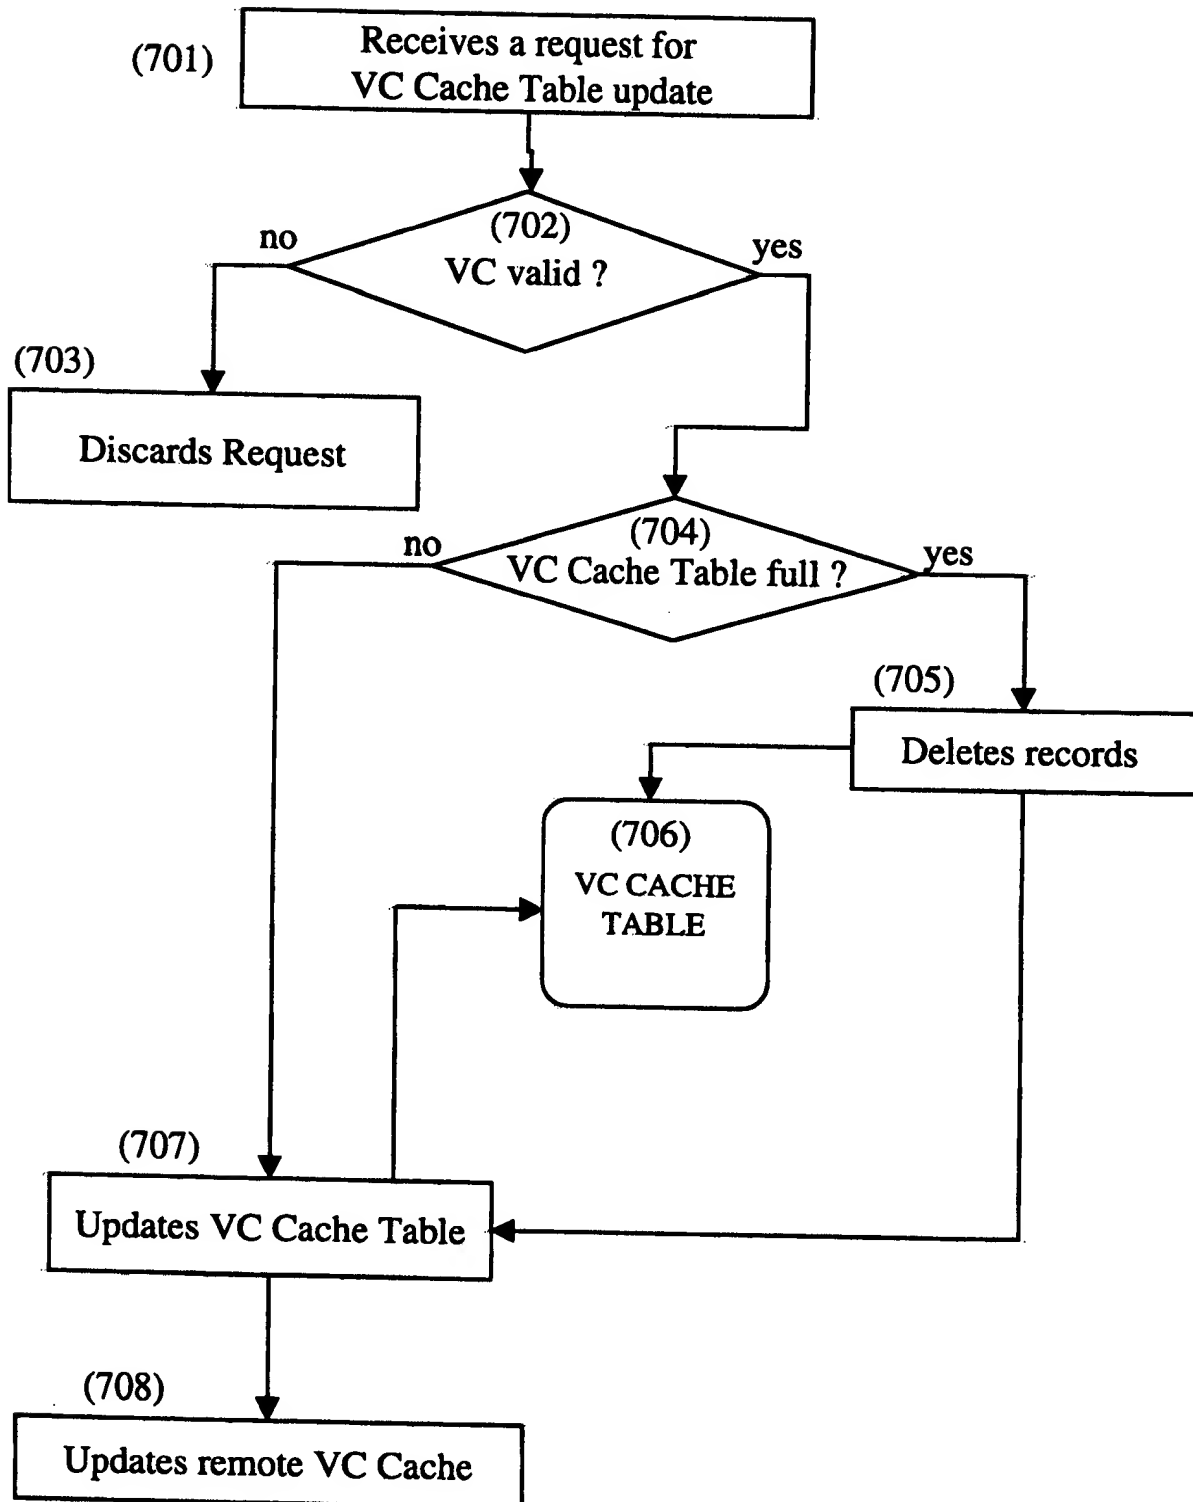 (701)
Receives a request for
VC Cache Table update
(702)
VC valid ?
no
yes
(703)
Discards Request
(704)
VC Cache Table full ?
no
yes
(705)
Deletes records
(706)
VC CACHE
TABLE
(707)
Updates VC Cache Table
(708)
Updates remote VC Cache